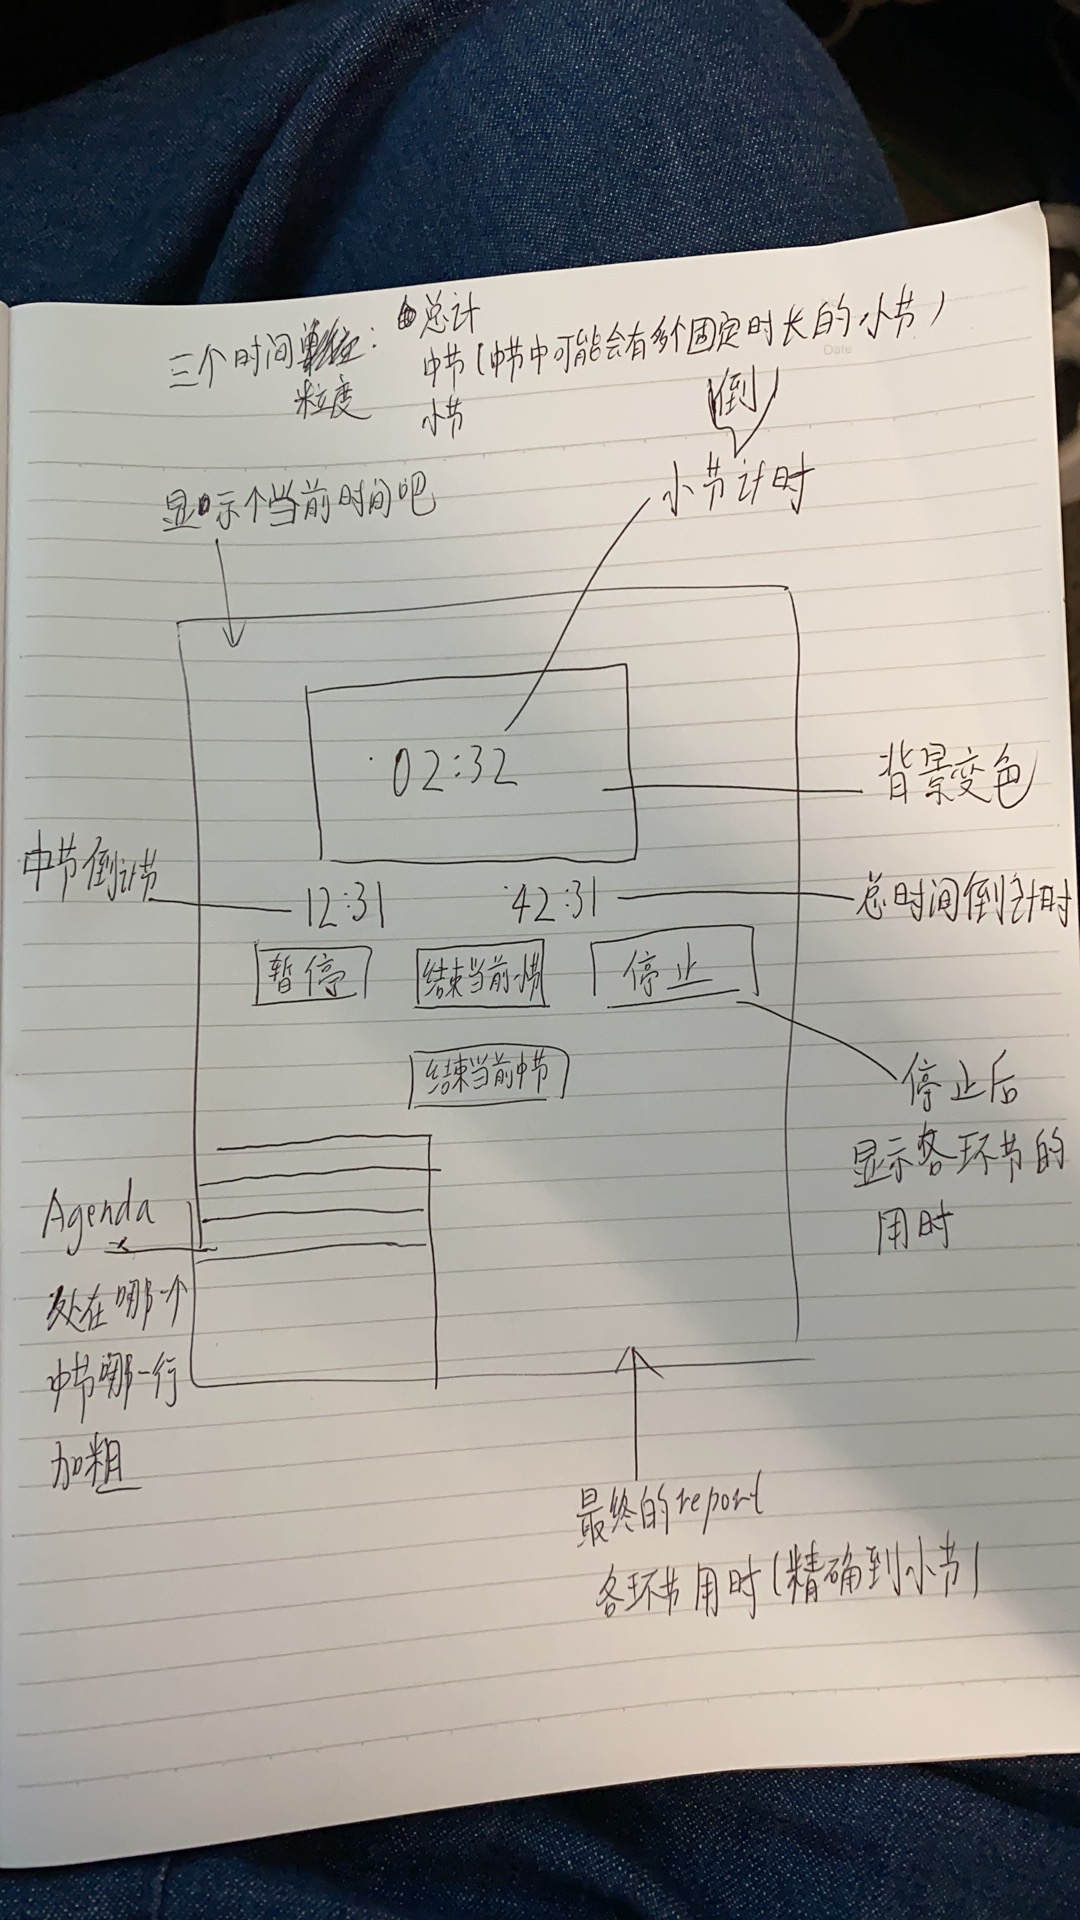 三个时间
粒度
: 总计
中节(中节中可能会有多个固定时长的小节)
小节
Date
倒
小节计时
显示个当前时间吧
02:32
背景变色
中节倒计节
12:31
42:31
总时间倒计时
暂停
结束当前小节
停止
结束当前中节
停止后
显示各环节的
用时
Agenda
处在哪一个
中节哪一行
加粗
最终的report
各环节用时(精确到小节)